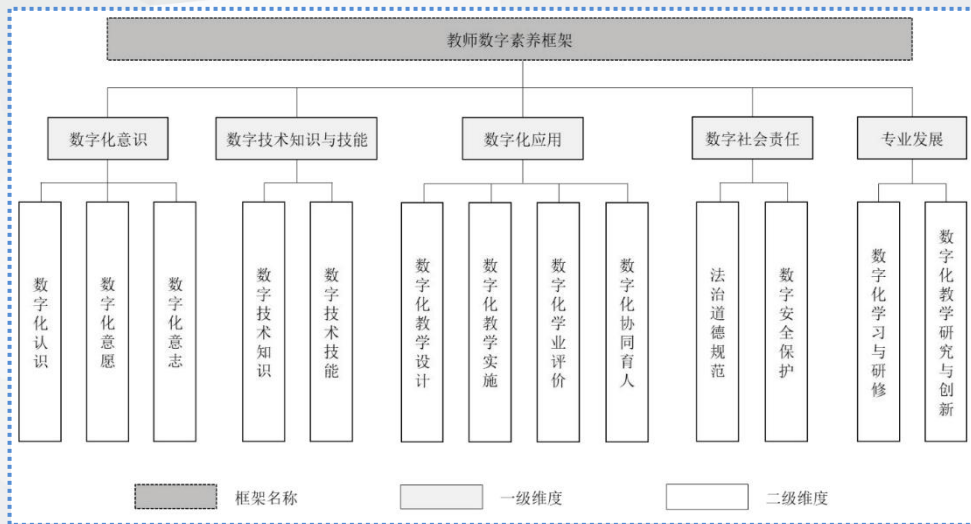 教师数字素养框架
数字化意识
数字技术知识与技能
数字化应用
数字社会责任
专业发展
数字化认识
数字化意愿
数字化意志
数字技术知识
数字技术技能
数字化教学设计
数字化教学实施
数字化学业评价
数字化协同育人
法治道德规范
数字安全保护
数字化学习与研修
数字化教学研究与创新
框架名称
一级维度
二级维度